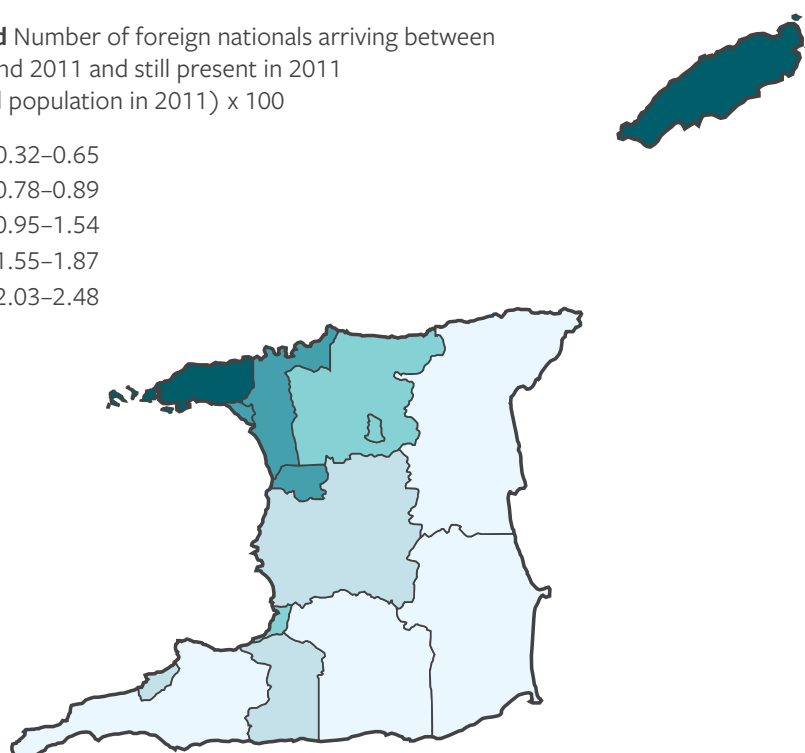 d Number of foreign nationals arriving between
nd 2011 and still present in 2011
l population in 2011) x 100
0.32–0.65
0.78–0.89
0.95–1.54
1.55–1.87
2.03–2.48